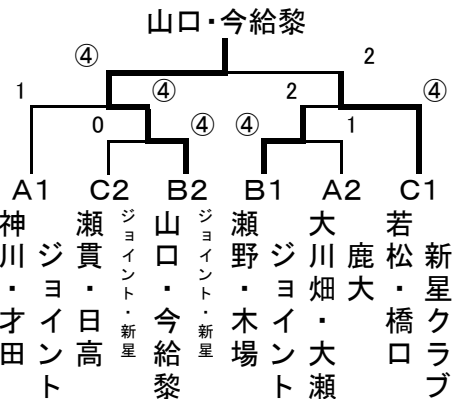 山口・今給黎
④ 2
1 ④ 2 ④
0 ④ ④ 1
A1 C2 B2 B1 A2 C1
神川・才田 ジョイント
瀬貫・日高 ジョイント・新星
山口・今給黎 ジョイント・新星
瀬野・木場 ジョイント
大川畑・大瀬 鹿大
若松・橋口 新星クラブ